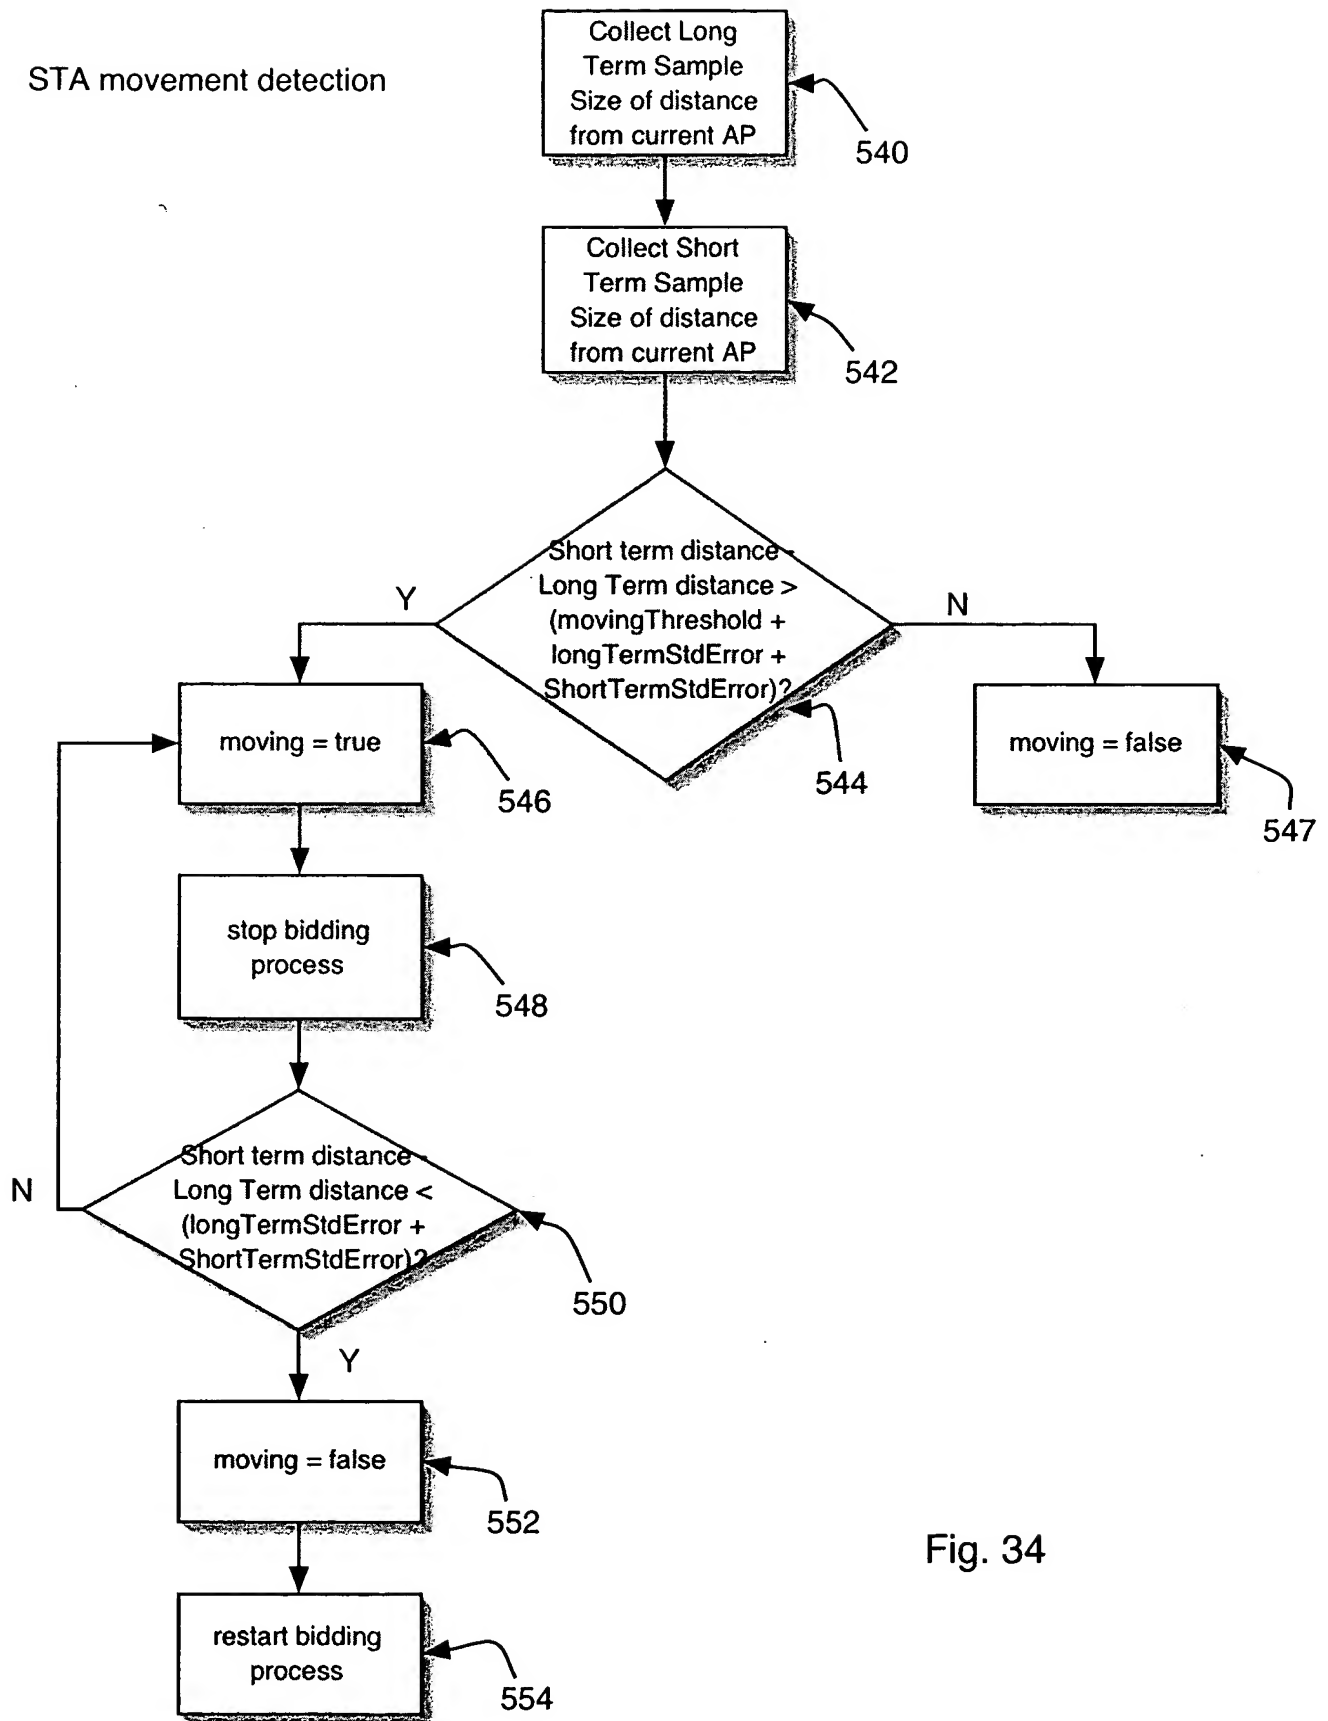 STA movement detection
Collect Long
Term Sample
Size of distance
from current AP
540
Collect Short
Term Sample
Size of distance
from current AP
542
Short term distance -
Long Term distance >
(movingThreshold +
longTermStdError +
ShortTermStdError)?
Y
N
544
moving = true
546
moving = false
547
stop bidding
process
548
Short term distance -
Long Term distance <
(longTermStdError +
ShortTermStdError)?
N
550
Y
moving = false
552
restart bidding
process
554
Fig. 34